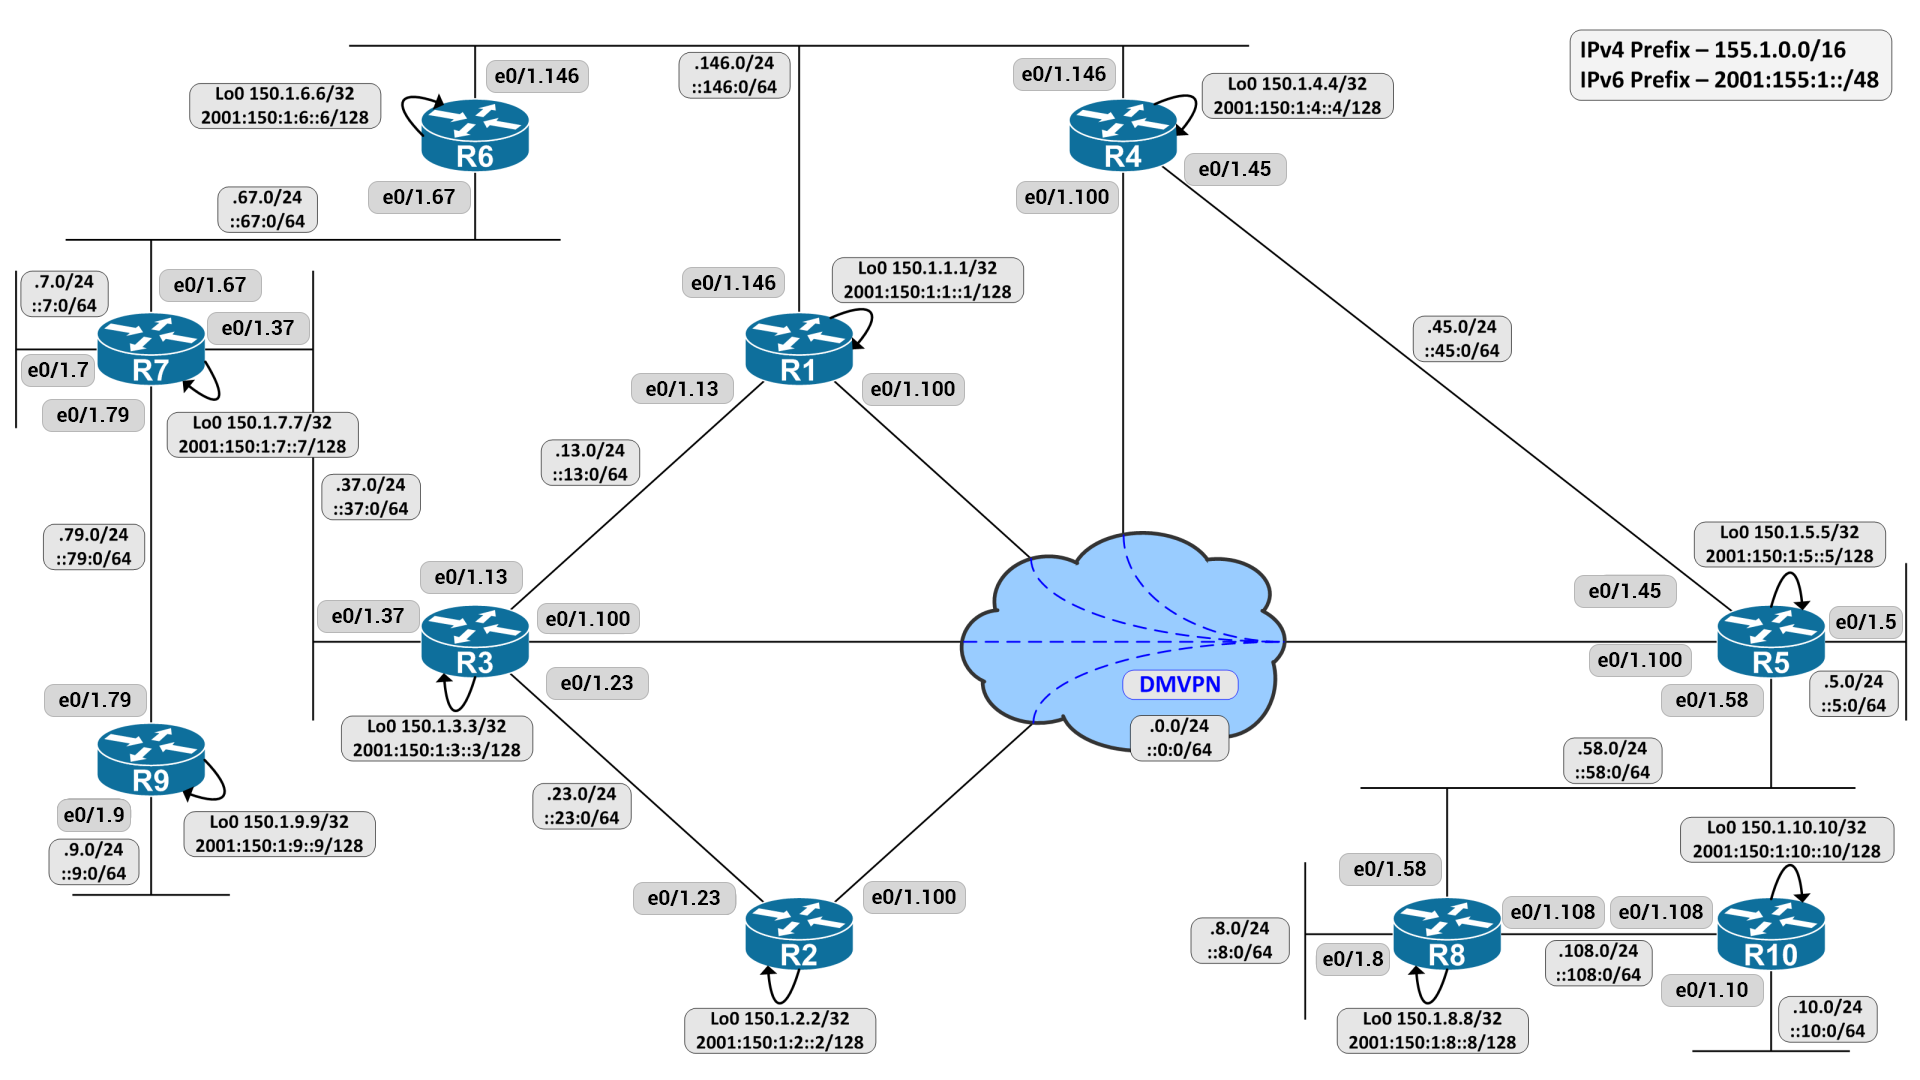 IPv4 Prefix – 155.1.0.0/16
IPv6 Prefix – 2001:155:1::/48
e0/1.146
.146.0/24
::146:0/64
e0/1.146
Lo0 150.1.6.6/32
2001:150:1:6::6/128
Lo0 150.1.4.4/32
2001:150:1:4::4/128
R6
R4
e0/1.45
e0/1.67
e0/1.100
.67.0/24
::67:0/64
e0/1.67
.7.0/24
::7:0/64
e0/1.37
R7
e0/1.7
e0/1.79
Lo0 150.1.7.7/32
2001:150:1:7::7/128
e0/1.146
Lo0 150.1.1.1/32
2001:150:1:1::1/128
R1
e0/1.13
e0/1.100
.45.0/24
::45:0/64
.13.0/24
::13:0/64
.37.0/24
::37:0/64
.79.0/24
::79:0/64
Lo0 150.1.5.5/32
2001:150:1:5::5/128
e0/1.13
e0/1.45
e0/1.37
e0/1.100
e0/1.5
R3
R5
e0/1.100
e0/1.23
DMVPN
.0.0/24
::0:0/64
e0/1.58
.5.0/24
::5:0/64
e0/1.79
Lo0 150.1.3.3/32
2001:150:1:3::3/128
.58.0/24
::58:0/64
R9
e0/1.9
.9.0/24
::9:0/64
Lo0 150.1.9.9/32
2001:150:1:9::9/128
.23.0/24
::23:0/64
Lo0 150.1.10.10/32
2001:150:1:10::10/128
e0/1.58
e0/1.23
e0/1.100
R2
Lo0 150.1.2.2/32
2001:150:1:2::2/128
e0/1.108
e0/1.108
.8.0/24
::8:0/64
e0/1.8
R8
.108.0/24
::108:0/64
R10
e0/1.10
Lo0 150.1.8.8/32
2001:150:1:8::8/128
.10.0/24
::10:0/64